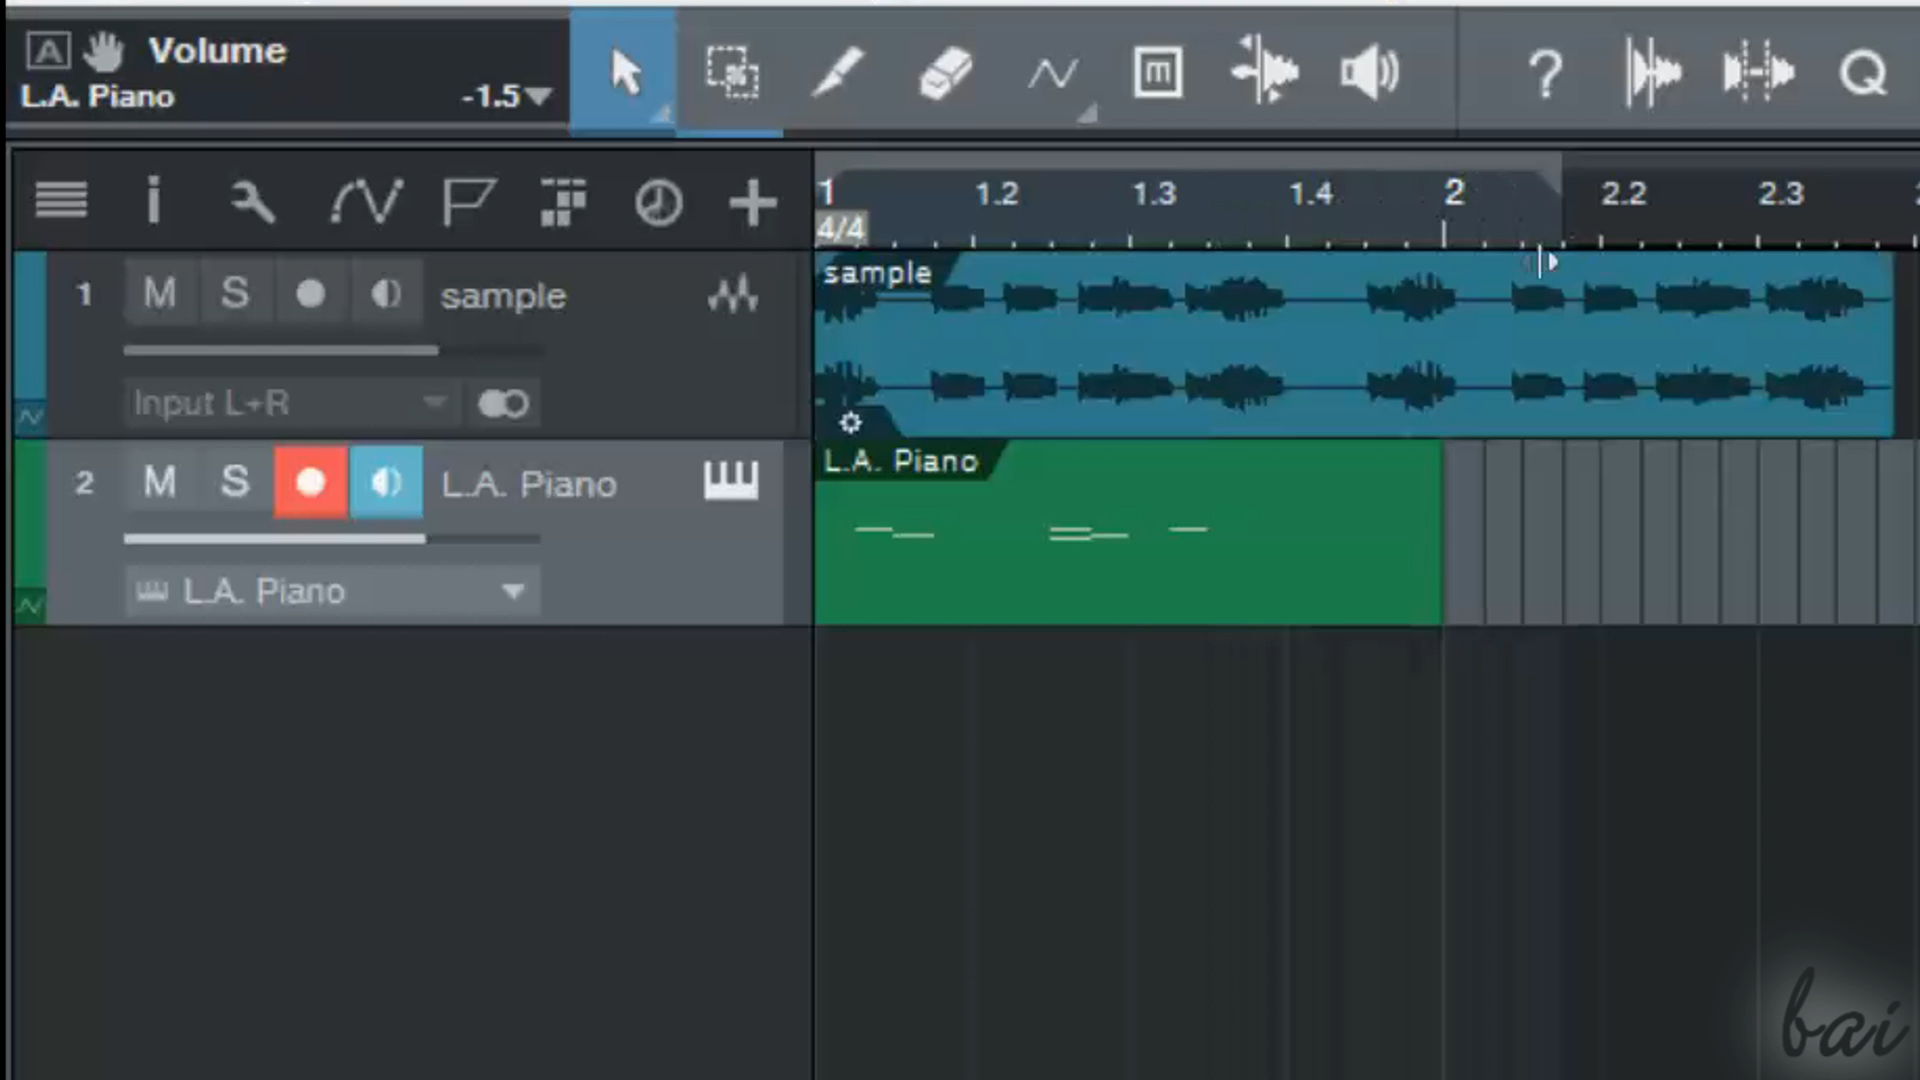 A Volume
L.A. Piano -1.5
? Q
i
1 1.2 1.3 1.4 2 2.2 2.3
4/4
1 M S sample
sample
Input L+R
2 M S L.A. Piano
L.A. Piano
L.A. Piano
bai